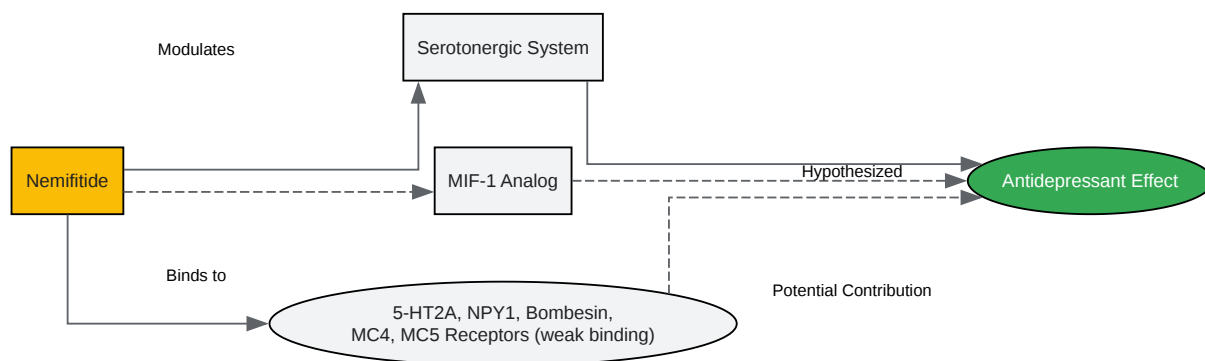 Modulates
Serotonergic System
Nemifitide
MIF-1 Analog
Hypothesized
Antidepressant Effect
Binds to
5-HT2A, NPY1, Bombesin,
MC4, MC5 Receptors (weak binding)
Potential Contribution